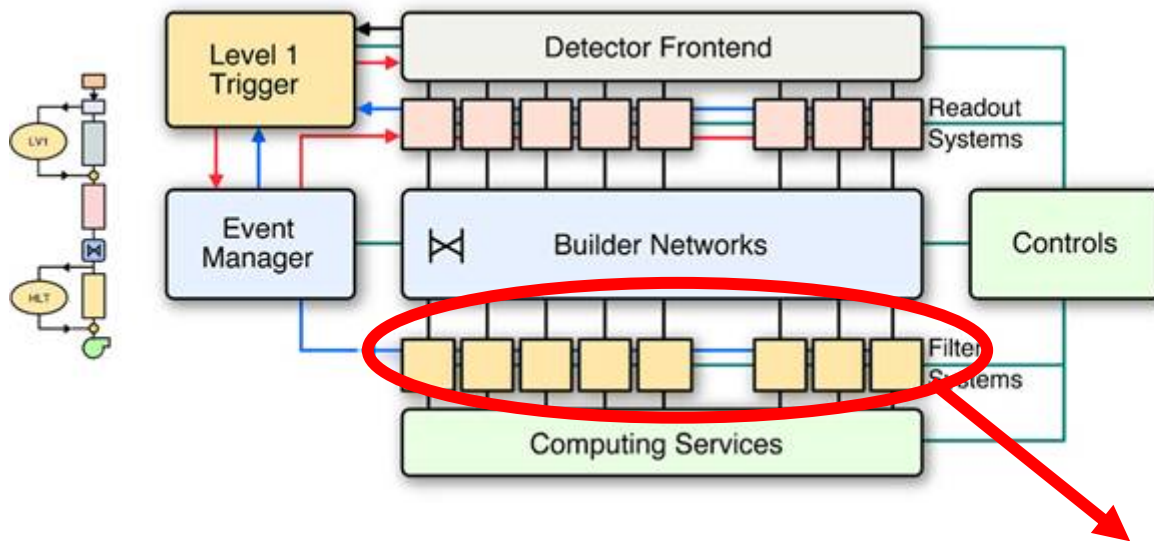 Level 1
Trigger
Detector Frontend
Readout
Systems
LV1
Event
Manager
Builder Networks
Controls
HLT
Filter
Systems
Computing Services